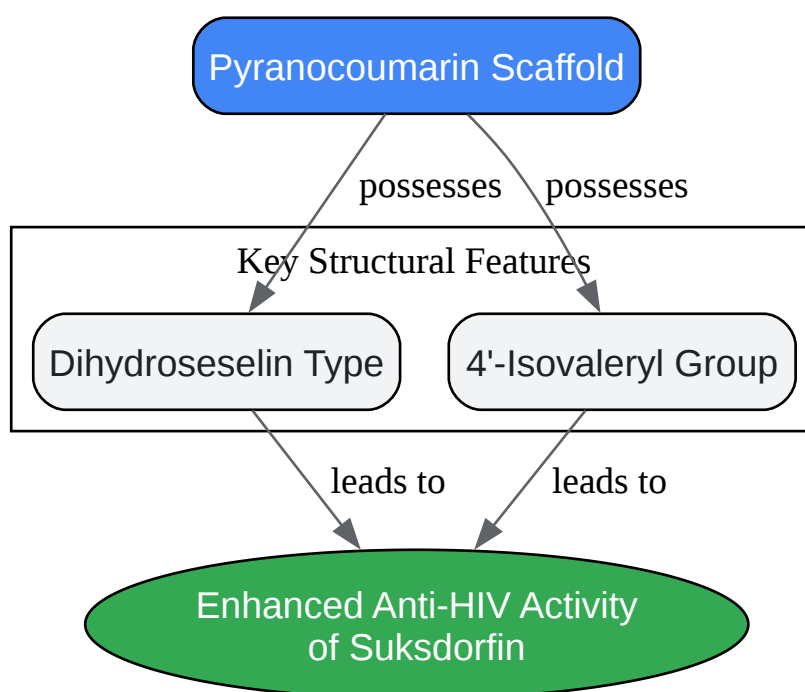 Pyranocoumarin Scaffold
possesses possesses
Key Structural Features
Dihydroseselin Type
4'-Isovaleryl Group
leads to leads to
Enhanced Anti-HIV Activity
of Suksdorfin